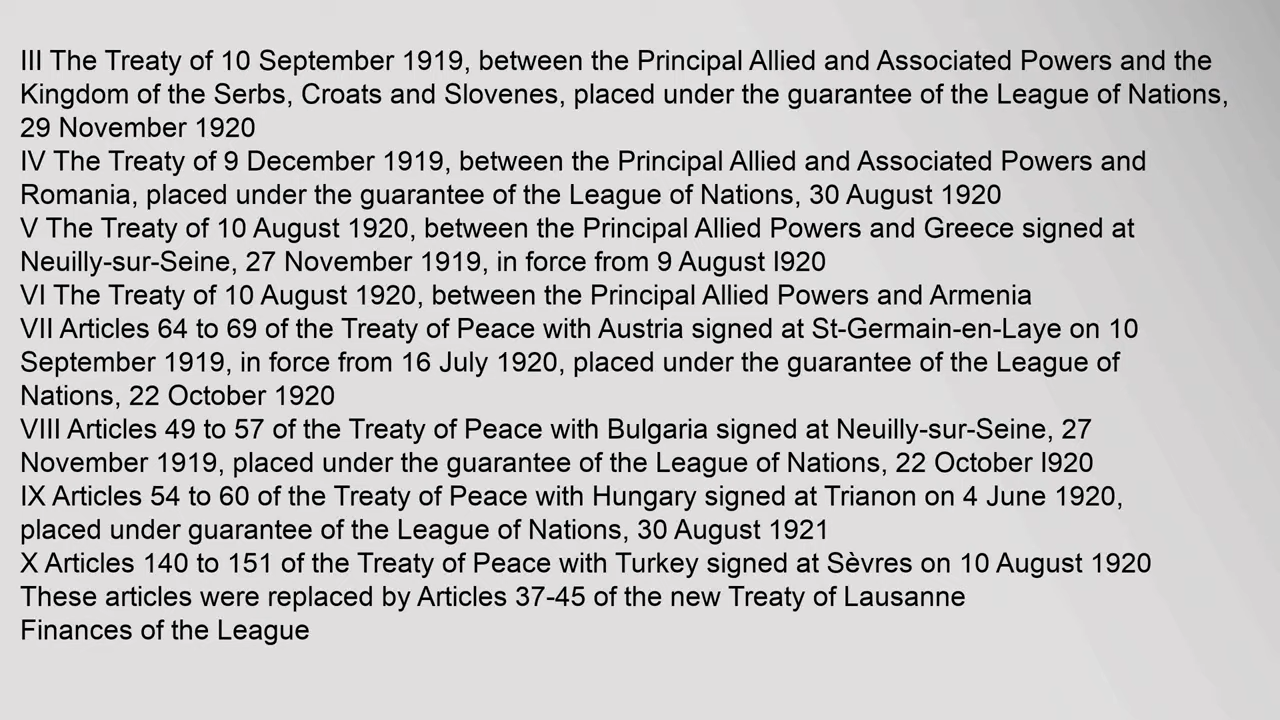 III The Treaty of 10 September 1919, between the Principal Allied and Associated Powers and the
Kingdom of the Serbs, Croats and Slovenes, placed under the guarantee of the League of Nations,
29 November 1920
IV The Treaty of 9 December 1919, between the Principal Allied and Associated Powers and
Romania, placed under the guarantee of the League of Nations, 30 August 1920
V The Treaty of 10 August 1920, between the Principal Allied Powers and Greece signed at
Neuilly-sur-Seine, 27 November 1919, in force from 9 August I920
VI The Treaty of 10 August 1920, between the Principal Allied Powers and Armenia
VII Articles 64 to 69 of the Treaty of Peace with Austria signed at St-Germain-en-Laye on 10
September 1919, in force from 16 July 1920, placed under the guarantee of the League of
Nations, 22 October 1920
VIII Articles 49 to 57 of the Treaty of Peace with Bulgaria signed at Neuilly-sur-Seine, 27
November 1919, placed under the guarantee of the League of Nations, 22 October I920
IX Articles 54 to 60 of the Treaty of Peace with Hungary signed at Trianon on 4 June 1920,
placed under guarantee of the League of Nations, 30 August 1921
X Articles 140 to 151 of the Treaty of Peace with Turkey signed at Sèvres on 10 August 1920
These articles were replaced by Articles 37-45 of the new Treaty of Lausanne
Finances of the League